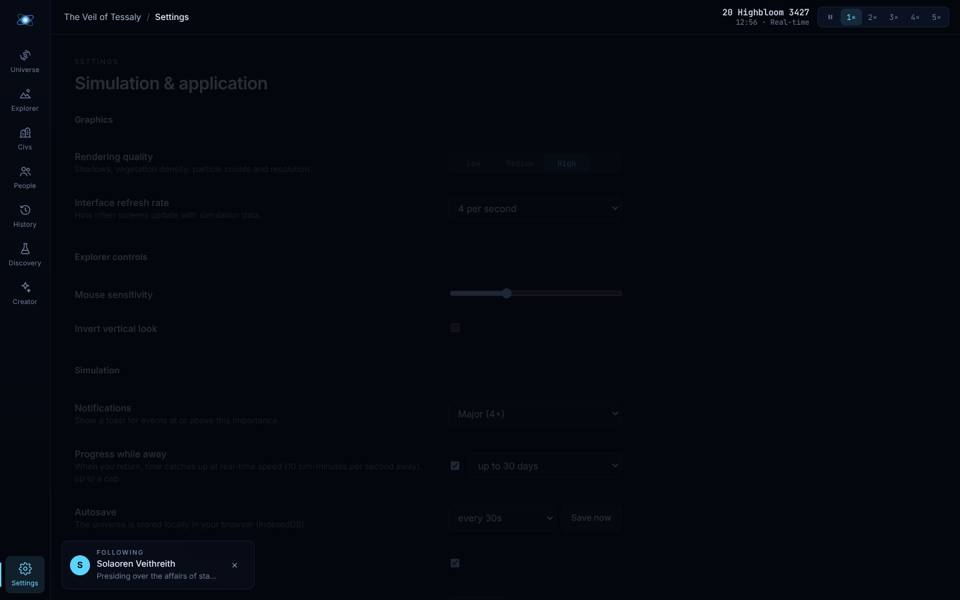 The Veil of Tessaly / Settings
20 Highbloom 3427
12:56 · Real-time
1× 2× 3× 4× 5×
Universe
Explorer
Civs
People
History
Discovery
Creator
Settings
SETTINGS
Simulation & application
Graphics
Rendering quality
Shadows, vegetation density, particle counts and resolution.
Low Medium High
Interface refresh rate
How often screens update with simulation data.
4 per second
Explorer controls
Mouse sensitivity
Invert vertical look
Simulation
Notifications
Show a toast for events at or above this importance.
Major (4+)
Progress while away
When you return, time catches up at real-time speed (10 sim-minutes per second away),
up to a cap.
up to 30 days
Autosave
The universe is stored locally in your browser (IndexedDB).
every 30s
Save now
FOLLOWING
S
Solaoren Veithreith
Presiding over the affairs of sta...